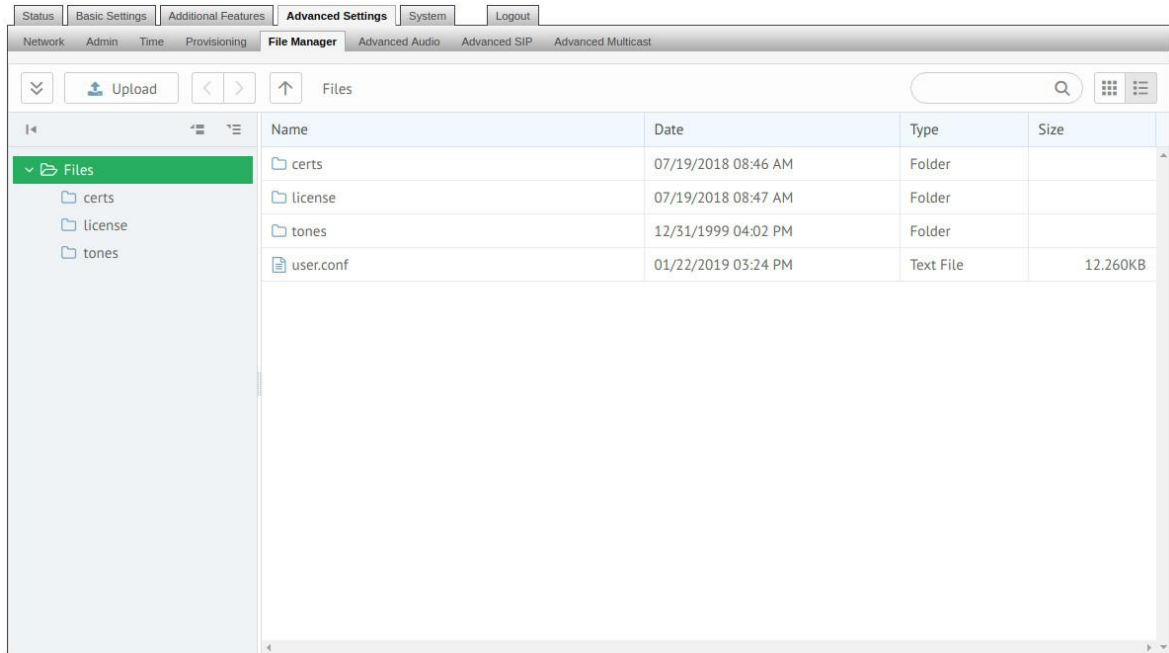 Status Basic Settings Additional Features Advanced Settings System Logout
Network Admin Time Provisioning File Manager Advanced Audio Advanced SIP Advanced Multicast
Upload Files
Name Date Type Size
Files
certs
license
tones
certs 07/19/2018 08:46 AM Folder
license 07/19/2018 08:47 AM Folder
tones 12/31/1999 04:02 PM Folder
user.conf 01/22/2019 03:24 PM Text File 12.260KB